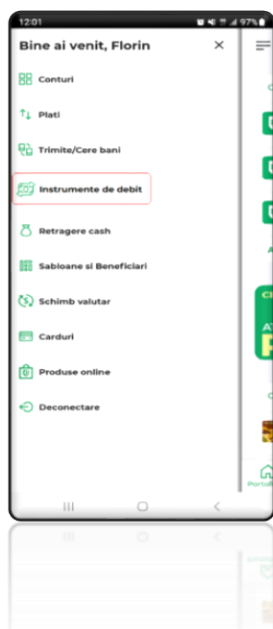 12:01
97%
Bine ai venit, Florin
Conturi
Plati
Trimite/Cere bani
Instrumente de debit
Retragere cash
Sabloane si Beneficiari
Schimb valutar
Carduri
Produse online
Deconectare